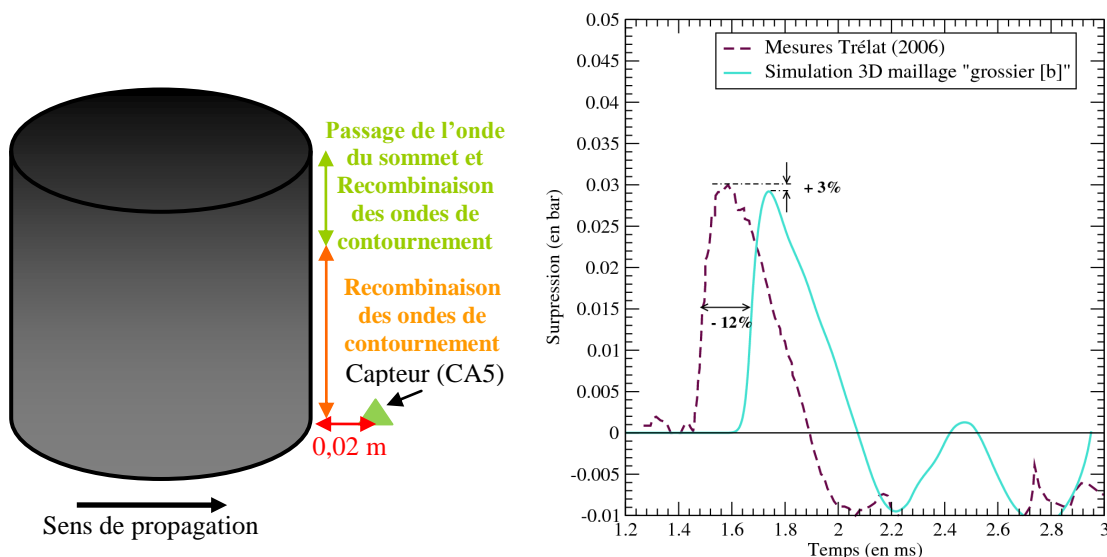 Passage de l'onde
du sommet et
Recombinaison
des ondes de
contournement
Recombinaison
des ondes de
contournement
Capteur (CA5)
0,02 m
Sens de propagation
Surpression (en bar)
0.05
0.045
0.04
0.035
0.03
0.025
0.02
0.015
0.01
0.005
0
-0.005
-0.01
Mesures Trélat (2006)
Simulation 3D maillage "grossier [b]"
+ 3%
- 12%
1.2
1.4
1.6
1.8
2
2.2
2.4
2.6
2.8
3
Temps (en ms)